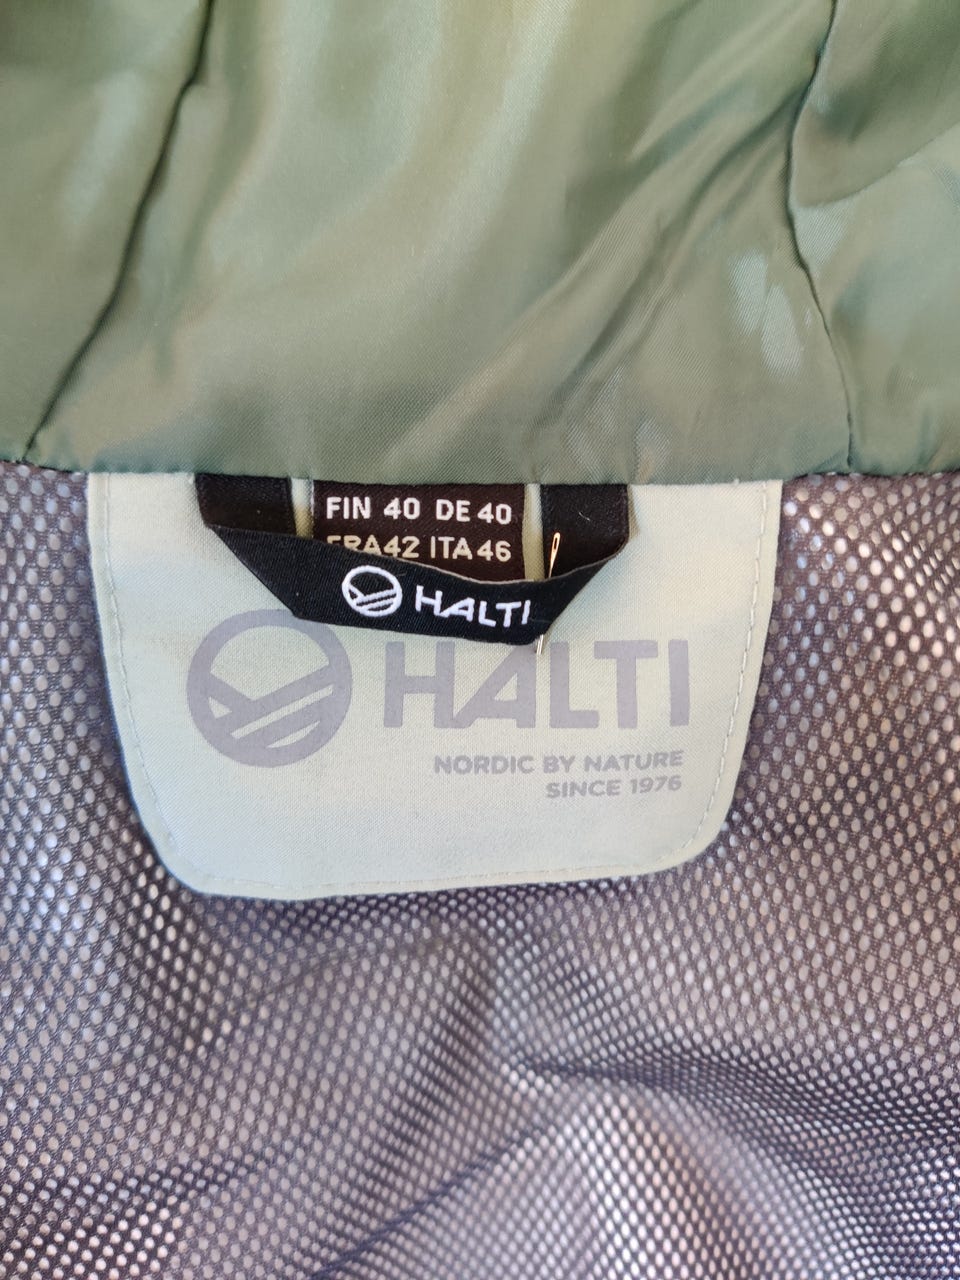 FIN 40 DE 40
FRA42 ITA46
HALTI
HALTI
NORDIC BY NATURE
SINCE 1976